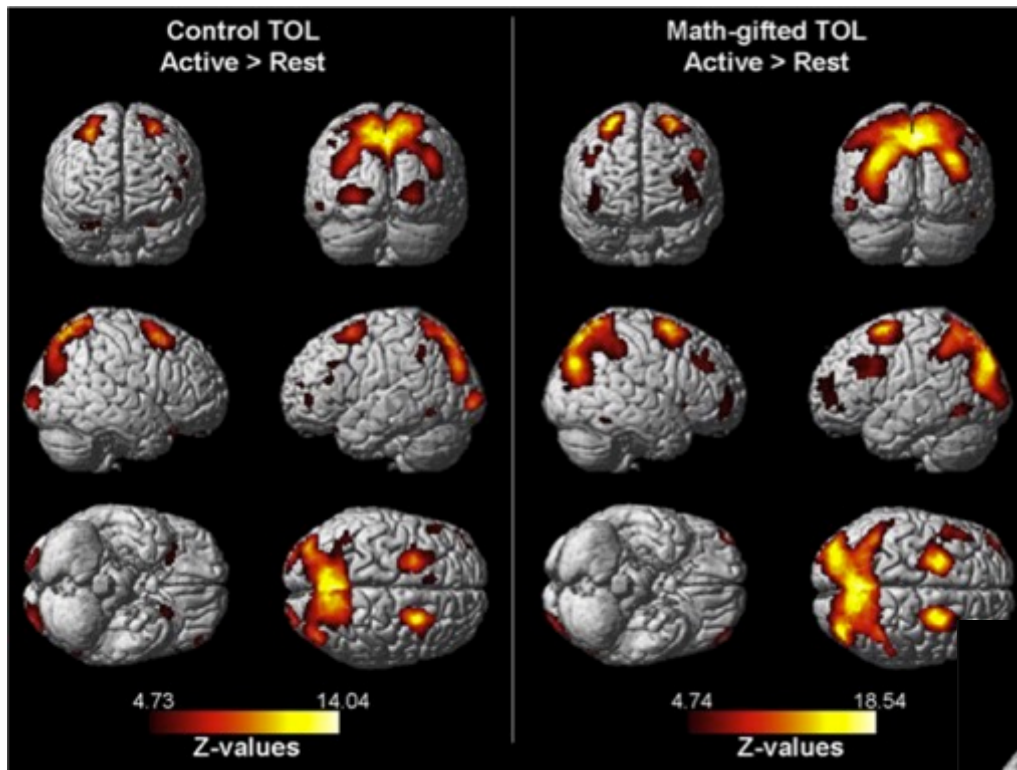 Control TOL
Active > Rest
Math-gifted TOL
Active > Rest
4.73 14.04
Z-values
4.74 18.54
Z-values